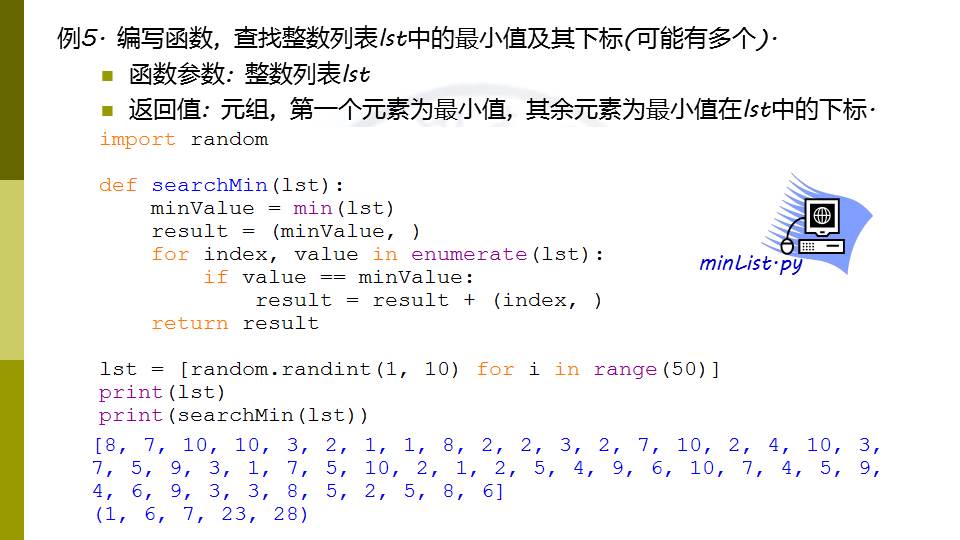 例5. 编写函数, 查找整数列表lst中的最小值及其下标(可能有多个).
函数参数: 整数列表lst
返回值: 元组, 第一个元素为最小值, 其余元素为最小值在lst中的下标.
import random
def searchMin(lst):
    minValue = min(lst)
    result = (minValue, )
    for index, value in enumerate(lst):
        if value == minValue:
            result = result + (index, )
    return result
minList.py
lst = [random.randint(1, 10) for i in range(50)]
print(lst)
print(searchMin(lst))
[8, 7, 10, 10, 3, 2, 1, 1, 8, 2, 2, 3, 2, 7, 10, 2, 4, 10, 3,
7, 5, 9, 3, 1, 7, 5, 10, 2, 1, 2, 5, 4, 9, 6, 10, 7, 4, 5, 9,
4, 6, 9, 3, 3, 8, 5, 2, 5, 8, 6]
(1, 6, 7, 23, 28)